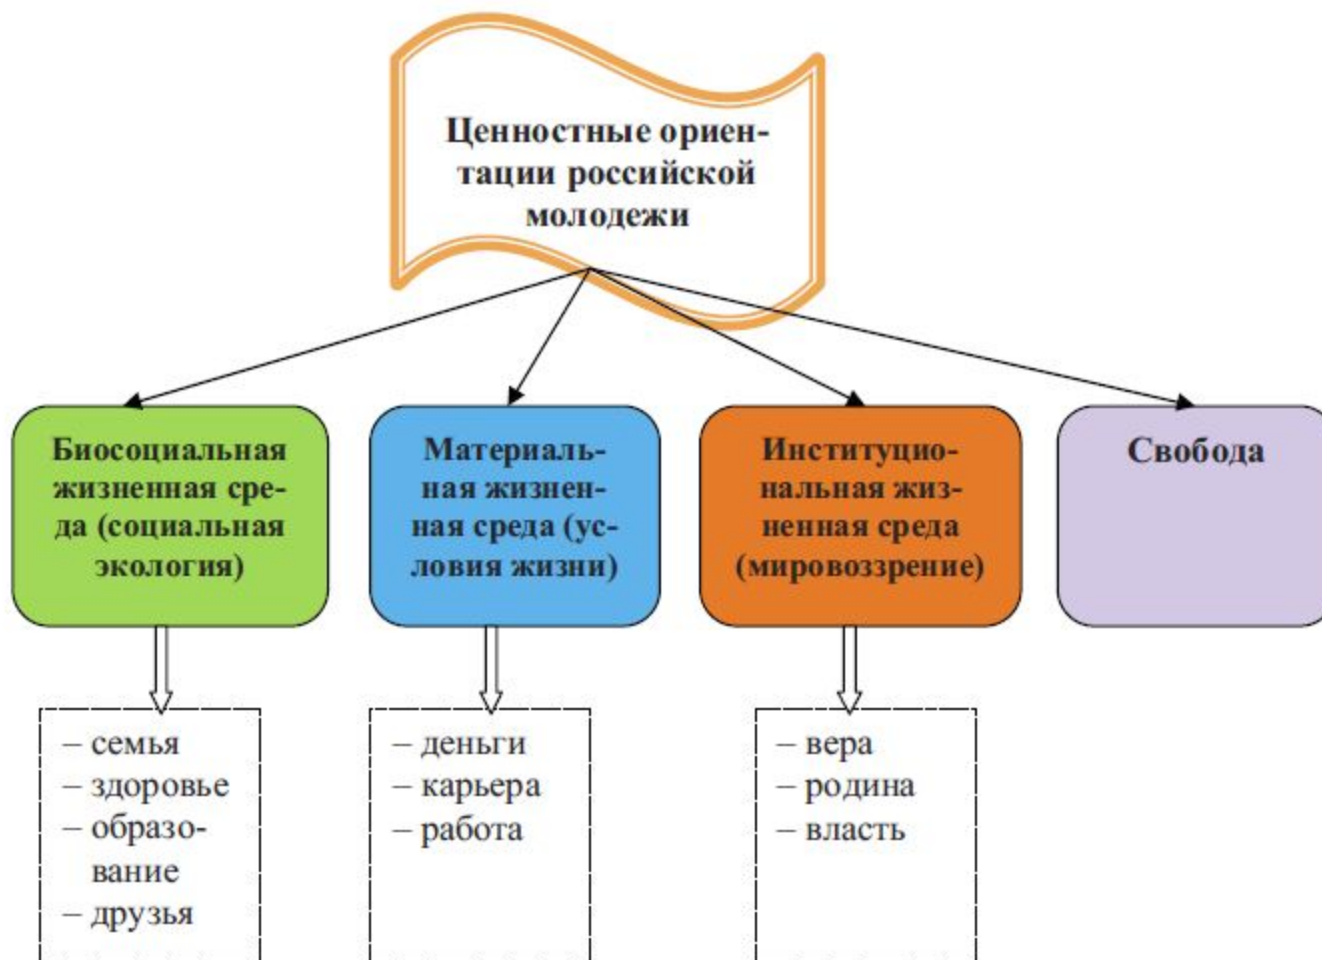 Ценностные ориен-
тации российской
молодежи
Биосоциальная
жизненная сре-
да (социальная
экология)
Материаль-
ная жизнен-
ная среда (ус-
ловия жизни)
Институцио-
нальная жиз-
ненная среда
(мировоззрение)
Свобода
– семья
– здоровье
– образо-
вание
– друзья
– деньги
– карьера
– работа
– вера
– родина
– власть